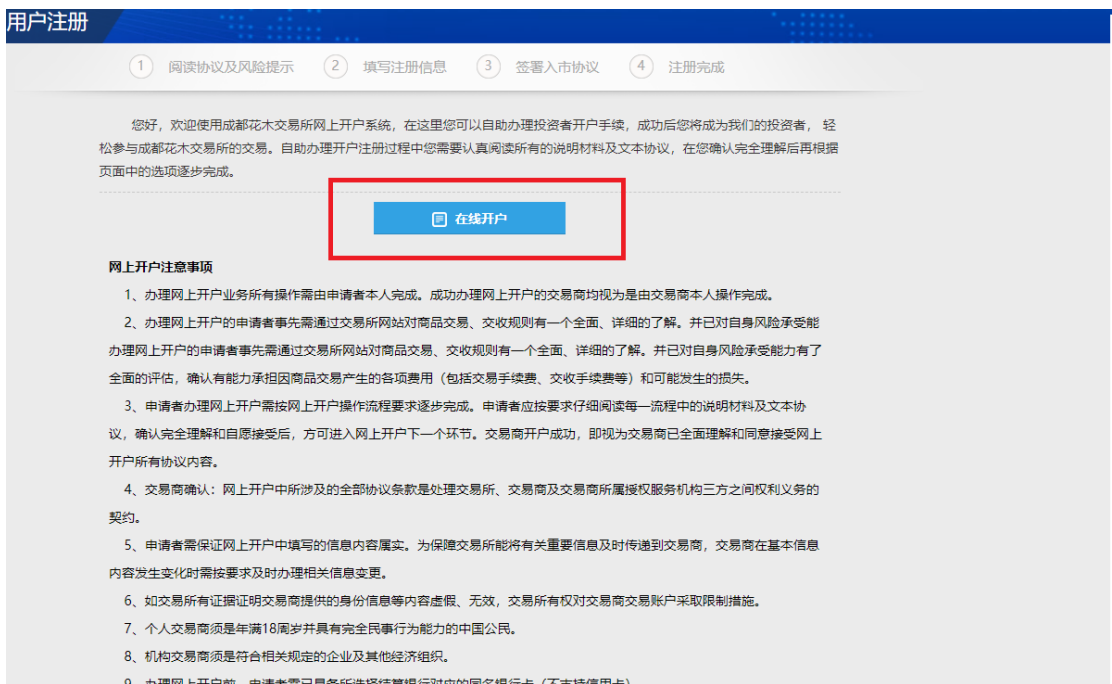 用户注册
1 阅读协议及风险提示 2 填写注册信息 3 签署入市协议 4 注册完成
您好，欢迎使用成都花木交易所网上开户系统，在这里您可以自助办理投资者开户手续，成功后您将成为我们的投资者， 轻
松参与成都花木交易所的交易。自助办理开户注册过程中您需要认真阅读所有的说明材料及文本协议，在您确认完全理解后再根据
页面中的选项逐步完成。
在线开户
网上开户注意事项
1、办理网上开户业务所有操作需由申请者本人完成。成功办理网上开户的交易商均视为是由交易商本人操作完成。
2、办理网上开户的申请者事先需通过交易所网站对商品交易、交收规则有一个全面、详细的了解。并已对自身风险承受能
办理网上开户的申请者事先需通过交易所网站对商品交易、交收规则有一个全面、详细的了解。并已对自身风险承受能力有了
全面的评估，确认有能力承担因商品交易产生的各项费用（包括交易手续费、交收手续费等）和可能发生的损失。
3、申请者办理网上开户需按网上开户操作流程要求逐步完成。申请者应按要求仔细阅读每一流程中的说明材料及文本协
议，确认完全理解和自愿接受后，方可进入网上开户下一个环节。交易商开户成功，即视为交易商已全面理解和同意接受网上
开户所有协议内容。
4、交易商确认：网上开户中所涉及的全部协议条款是处理交易所、交易商及交易商所属授权服务机构三方之间权利义务的
契约。
5、申请者需保证网上开户中填写的信息内容属实。为保障交易所能将有关重要信息及时传递到交易商，交易商在基本信息
内容发生变化时需按要求及时办理相关信息变更。
6、如交易所有证据证明交易商提供的身份信息等内容虚假、无效，交易所有权对交易商交易账户采取限制措施。
7、个人交易商须是年满18周岁并具有完全民事行为能力的中国公民。
8、机构交易商须是符合相关规定的企业及其他经济组织。
9、办理网上开户前，申请者需已具备所选择结算银行对应的同名银行卡（不支持信用卡）